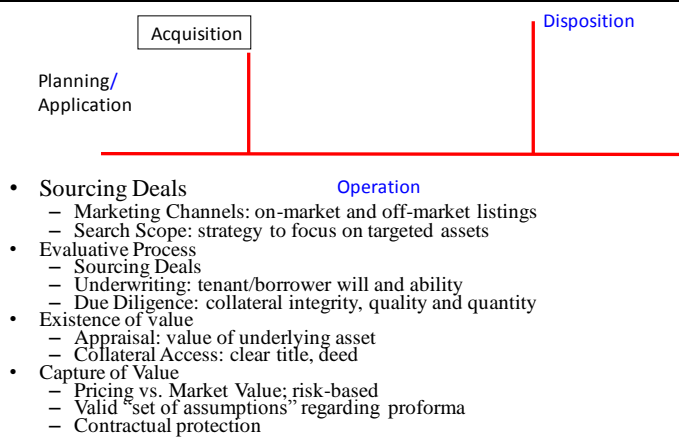 Disposition
Acquisition
Planning/
Application
• Sourcing Deals
Operation
– Marketing Channels: on-market and off-market listings
– Search Scope: strategy to focus on targeted assets
• Evaluative Process
– Sourcing Deals
– Underwriting: tenant/borrower will and ability
– Due Diligence: collateral integrity, quality and quantity
• Existence of value
– Appraisal: value of underlying asset
– Collateral Access: clear title, deed
• Capture of Value
– Pricing vs. Market Value; risk-based
– Valid “set of assumptions” regarding proforma
– Contractual protection